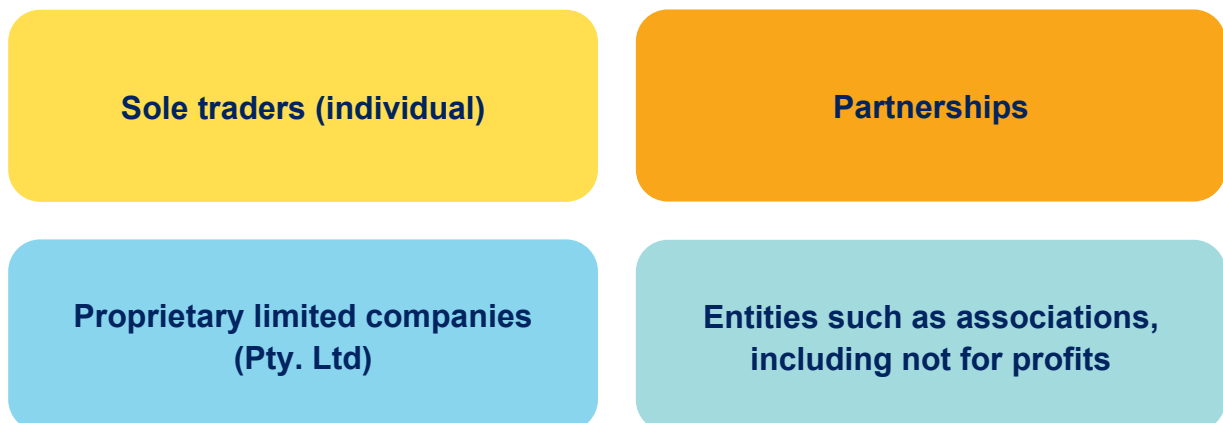 Sole traders (individual)
Partnerships
Proprietary limited companies
(Pty. Ltd)
Entities such as associations,
including not for profits